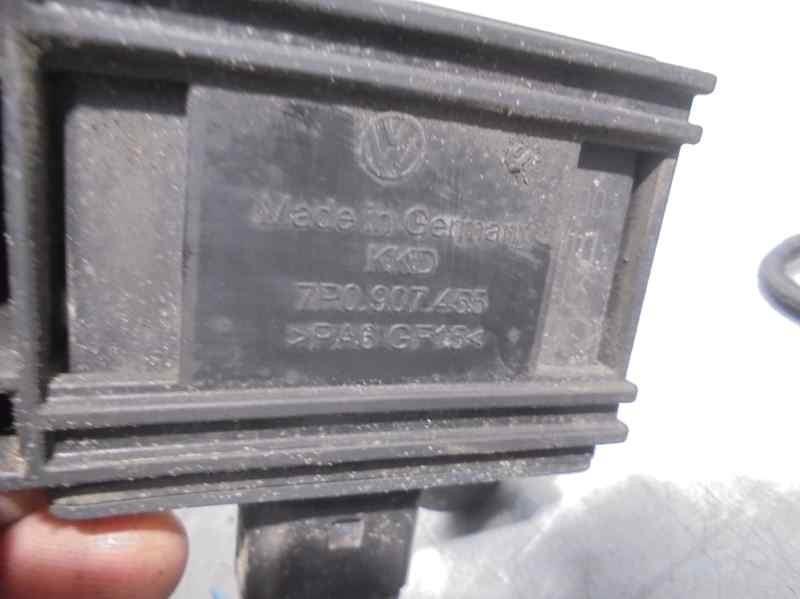 Made in Germany
KKD
7P0.907.455
>PA6 GF15<